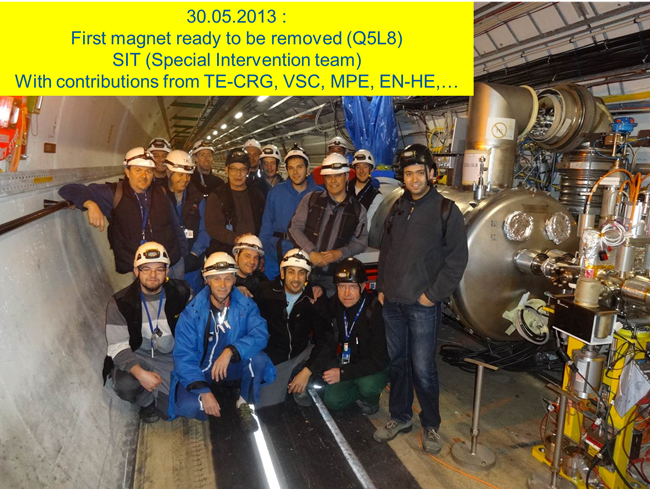 30.05.2013 :
First magnet ready to be removed (Q5L8)
SIT (Special Intervention team)
With contributions from TE-CRG, VSC, MPE, EN-HE,…